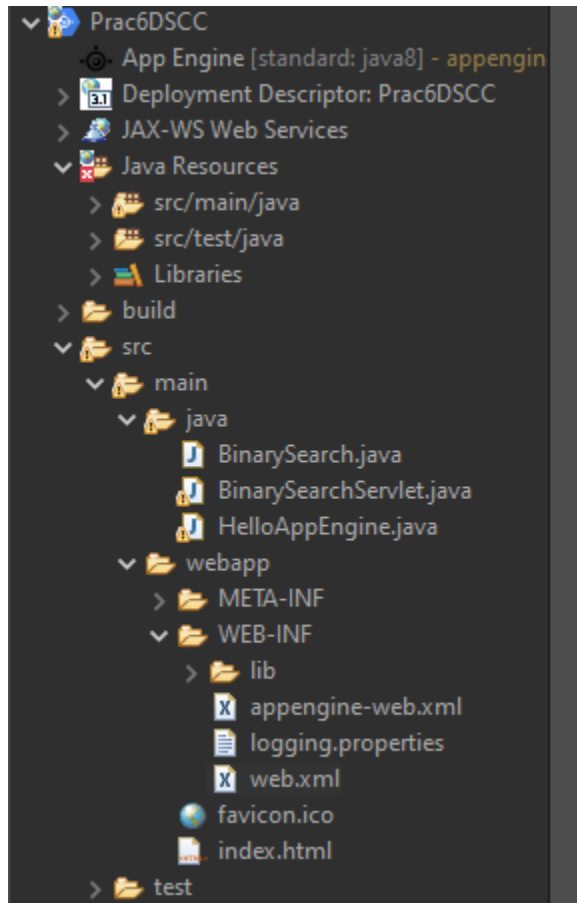 Prac6DSCC
App Engine [standard: java8] - appengin
3.1 Deployment Descriptor: Prac6DSCC
JAX-WS Web Services
Java Resources
src/main/java
src/test/java
Libraries
build
src
main
java
J BinarySearch.java
J BinarySearchServlet.java
J HelloAppEngine.java
webapp
META-INF
WEB-INF
lib
X appengine-web.xml
logging.properties
X web.xml
favicon.ico
index.html
test